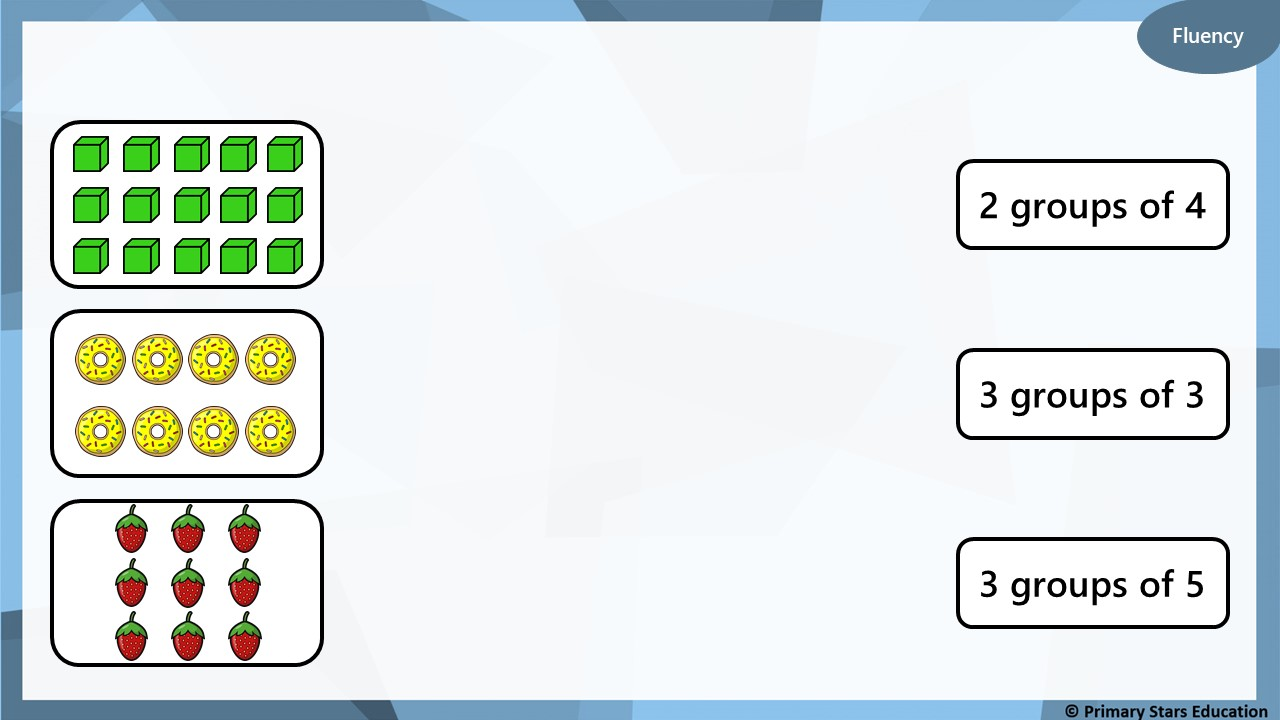 Fluency
2 groups of 4
3 groups of 3
3 groups of 5
© Primary Stars Education